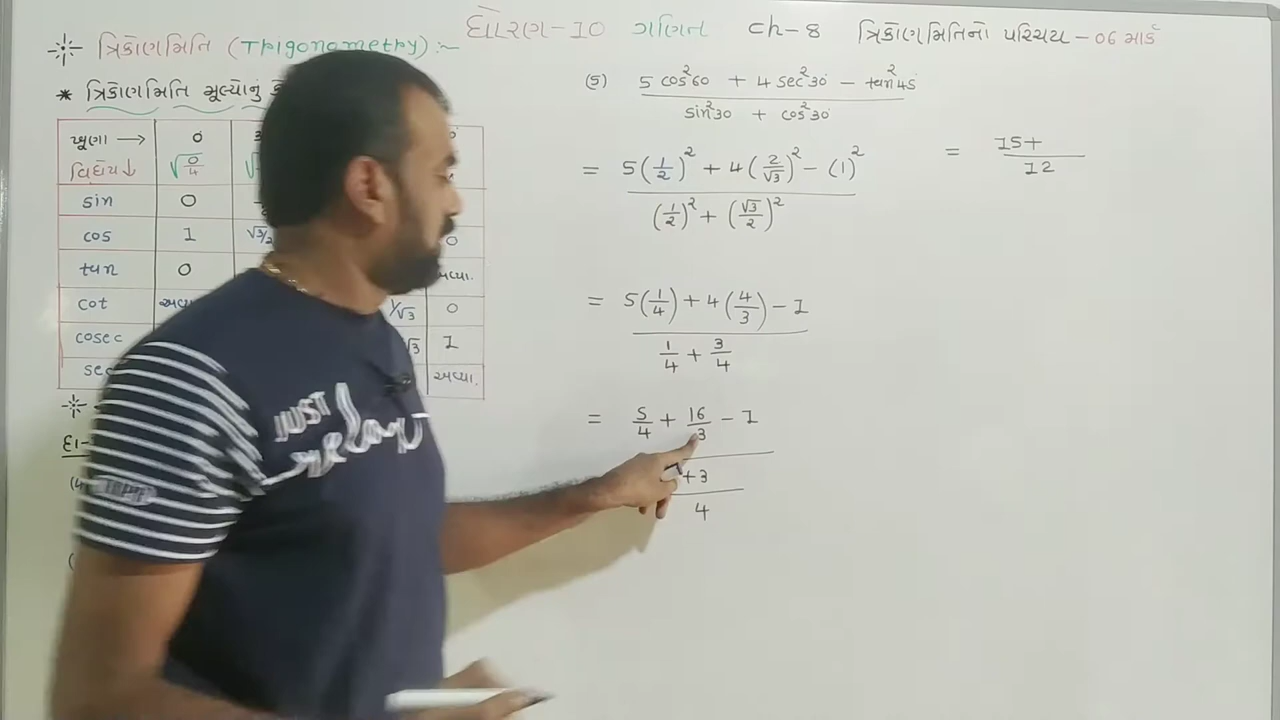 ધોરણ-10 ગણિત ch-8 ત્રિકોણમિતિનો પરિચય - 06 માર્ક
ત્રિકોણમિતિ (Trigonometry) :-
* ત્રિકોણમિતિ મૂલ્યોનું
ખૂણા → 0
વિધેય ↓ √0/4
sin 0
cos 1 √3/2 0
tan 0 અવ્યા.
cot 1/√3 0
cosec √3 1
અવ્યા.
(5) 5 cos²60 + 4 sec²30 - tan²45
sin²30 + cos²30
= 5(1/2)² + 4(2/√3)² - (1)²
(1/2)² + (√3/2)²
= 5(1/4) + 4(4/3) - 1
1/4 + 3/4
= 5/4 + 16/3 - 1
+3
4
= 15+
12
JUST
relax